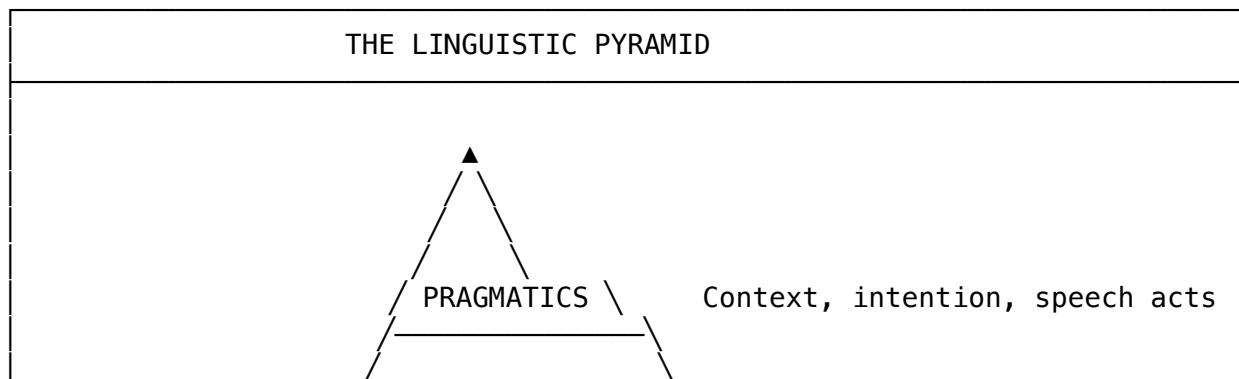 THE LINGUISTIC PYRAMID
PRAGMATICS Context, intention, speech acts